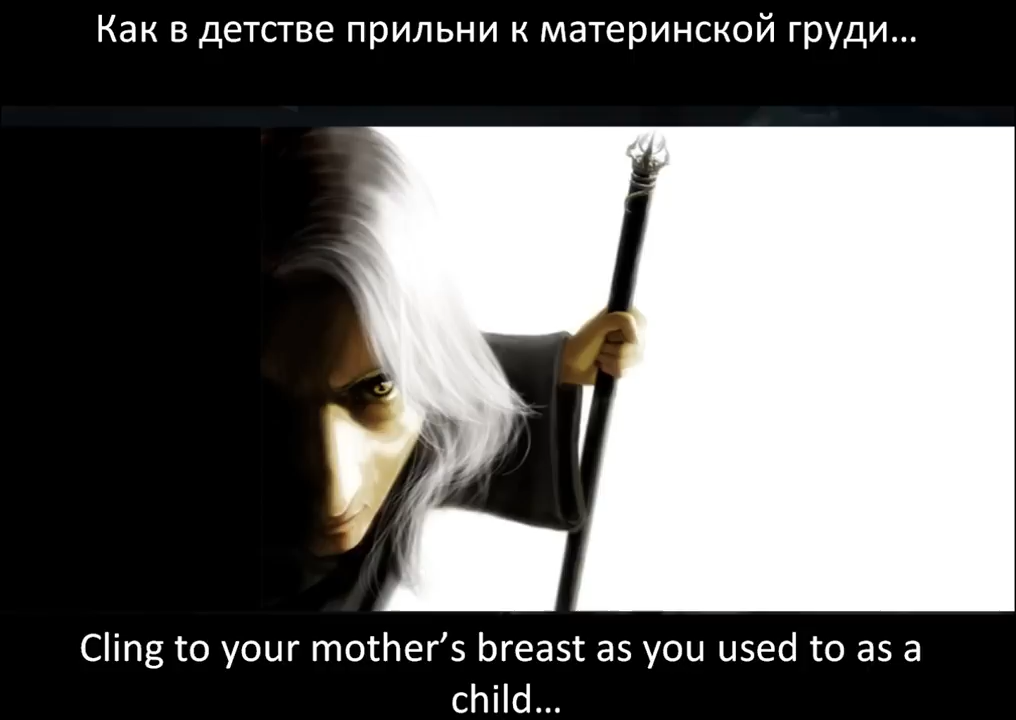 Как в детстве прильни к материнской груди…
Cling to your mother’s breast as you used to as a
child…